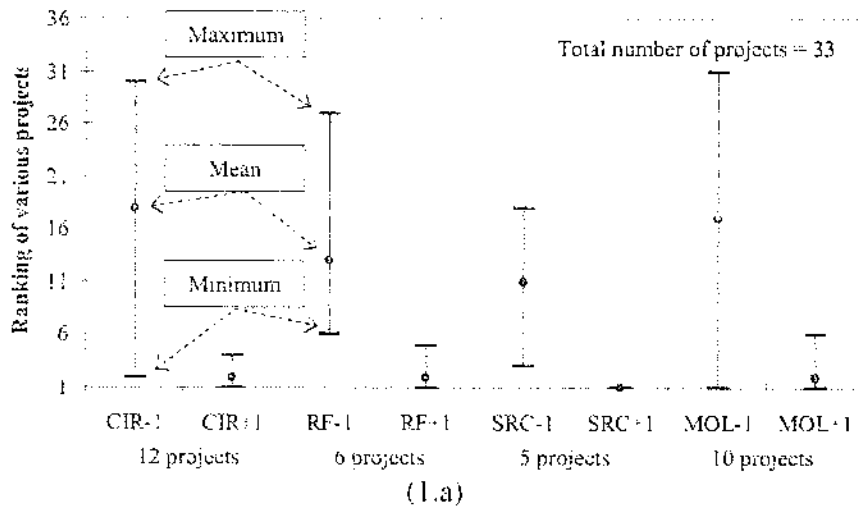 36
Maximum
Total number of projects = 33
31
26
Mean
2
16
11
Minimum
6
1
Ranking of various projects
CIR-1 CIR+1 RF-1 RF+1 SRC-1 SRC+1 MOL-1 MOL+1
12 projects 6 projects 5 projects 10 projects
(1.a)